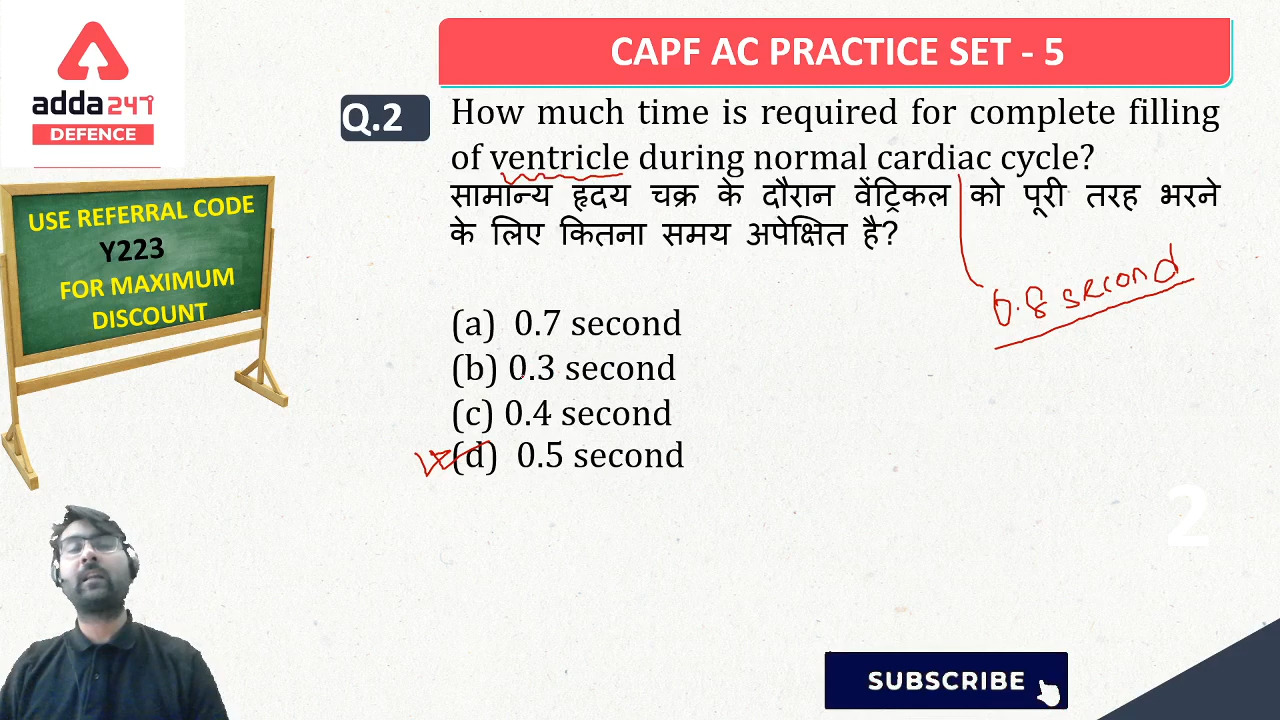 adda247
DEFENCE
CAPF AC PRACTICE SET - 5
Q.2
How much time is required for complete filling
of ventricle during normal cardiac cycle?
सामान्य हृदय चक्र के दौरान वेंट्रिकल को पूरी तरह भरने
के लिए कितना समय अपेक्षित है?
0.8 second
(a) 0.7 second
(b) 0.3 second
(c) 0.4 second
(d) 0.5 second
USE REFERRAL CODE
Y223
FOR MAXIMUM
DISCOUNT
2
SUBSCRIBE